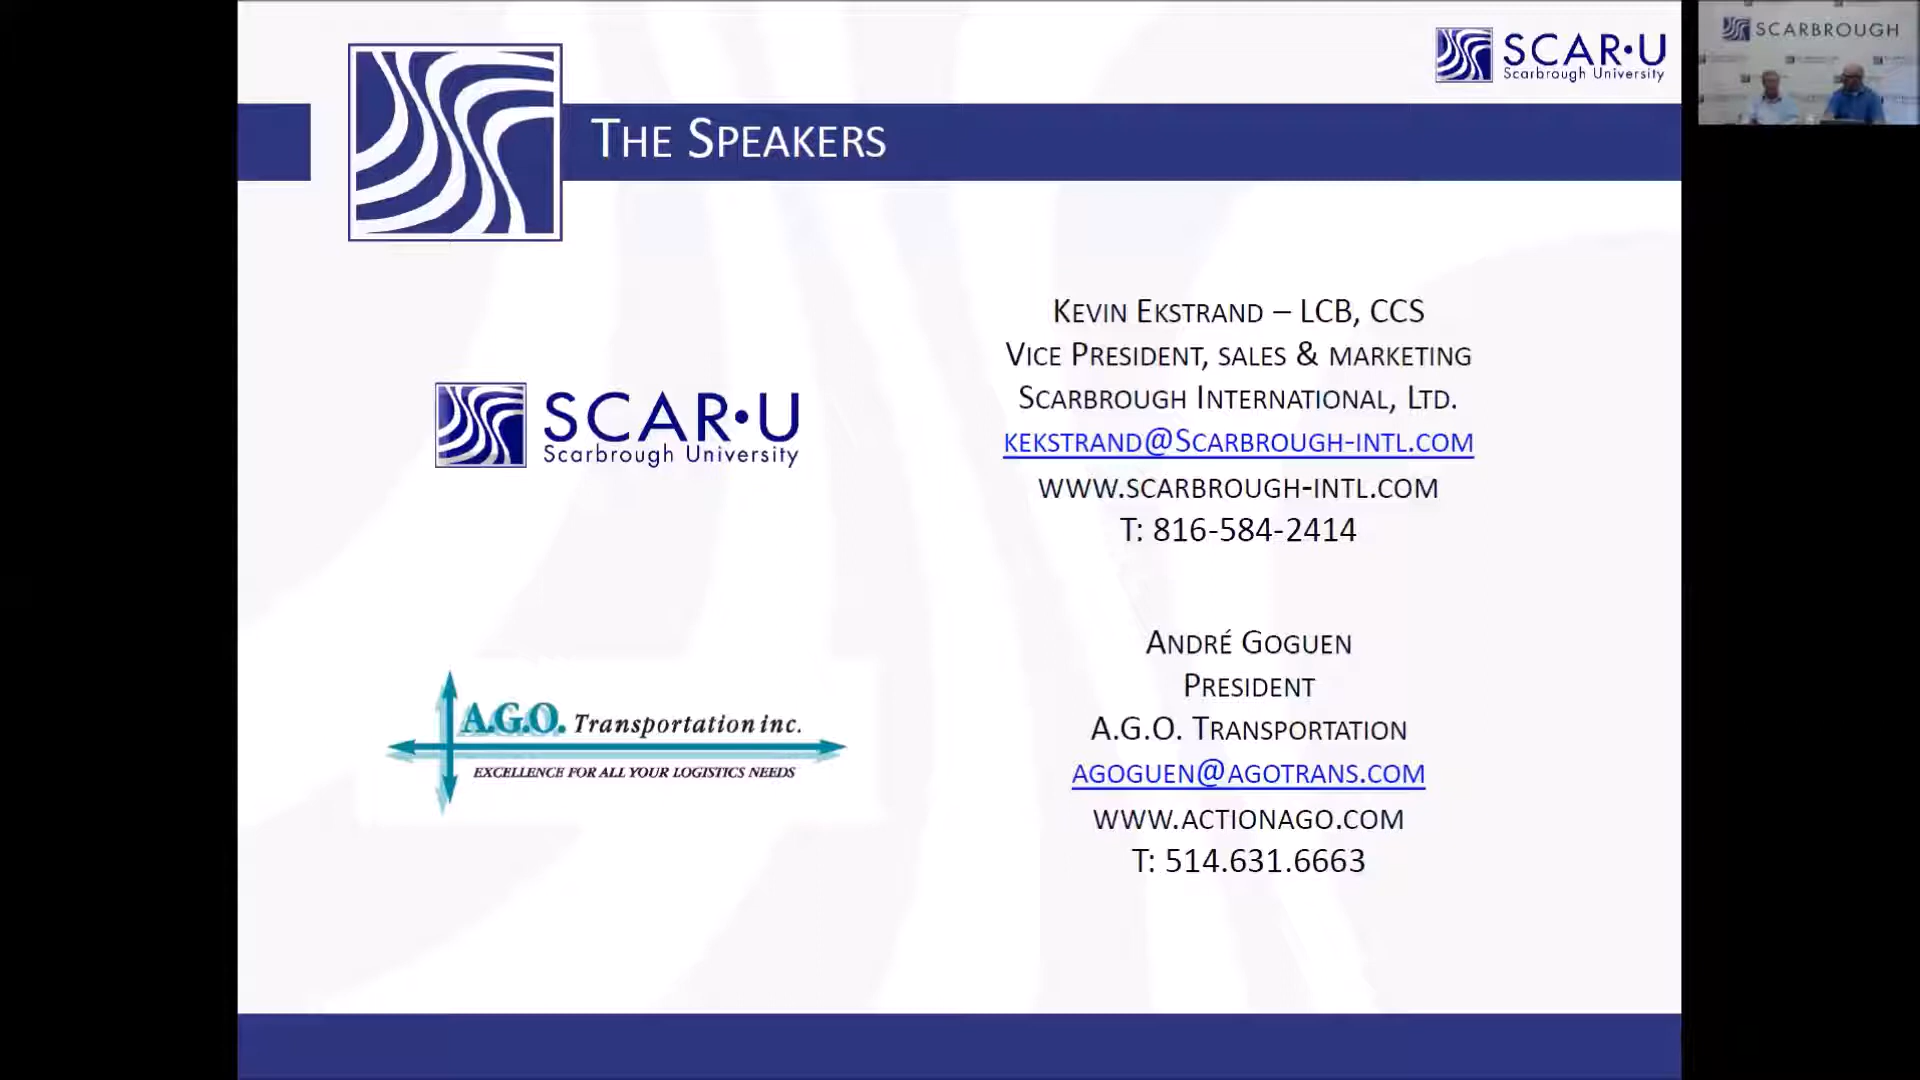 SCAR•U
Scarbrough University
SCARBROUGH
THE SPEAKERS
SCAR•U
Scarbrough University
KEVIN EKSTRAND – LCB, CCS
VICE PRESIDENT, SALES & MARKETING
SCARBROUGH INTERNATIONAL, LTD.
KEKSTRAND@SCARBROUGH-INTL.COM
WWW.SCARBROUGH-INTL.COM
T: 816-584-2414
A.G.O. Transportation inc.
EXCELLENCE FOR ALL YOUR LOGISTICS NEEDS
ANDRÉ GOGUEN
PRESIDENT
A.G.O. TRANSPORTATION
AGOGUEN@AGOTRANS.COM
WWW.ACTIONAGO.COM
T: 514.631.6663